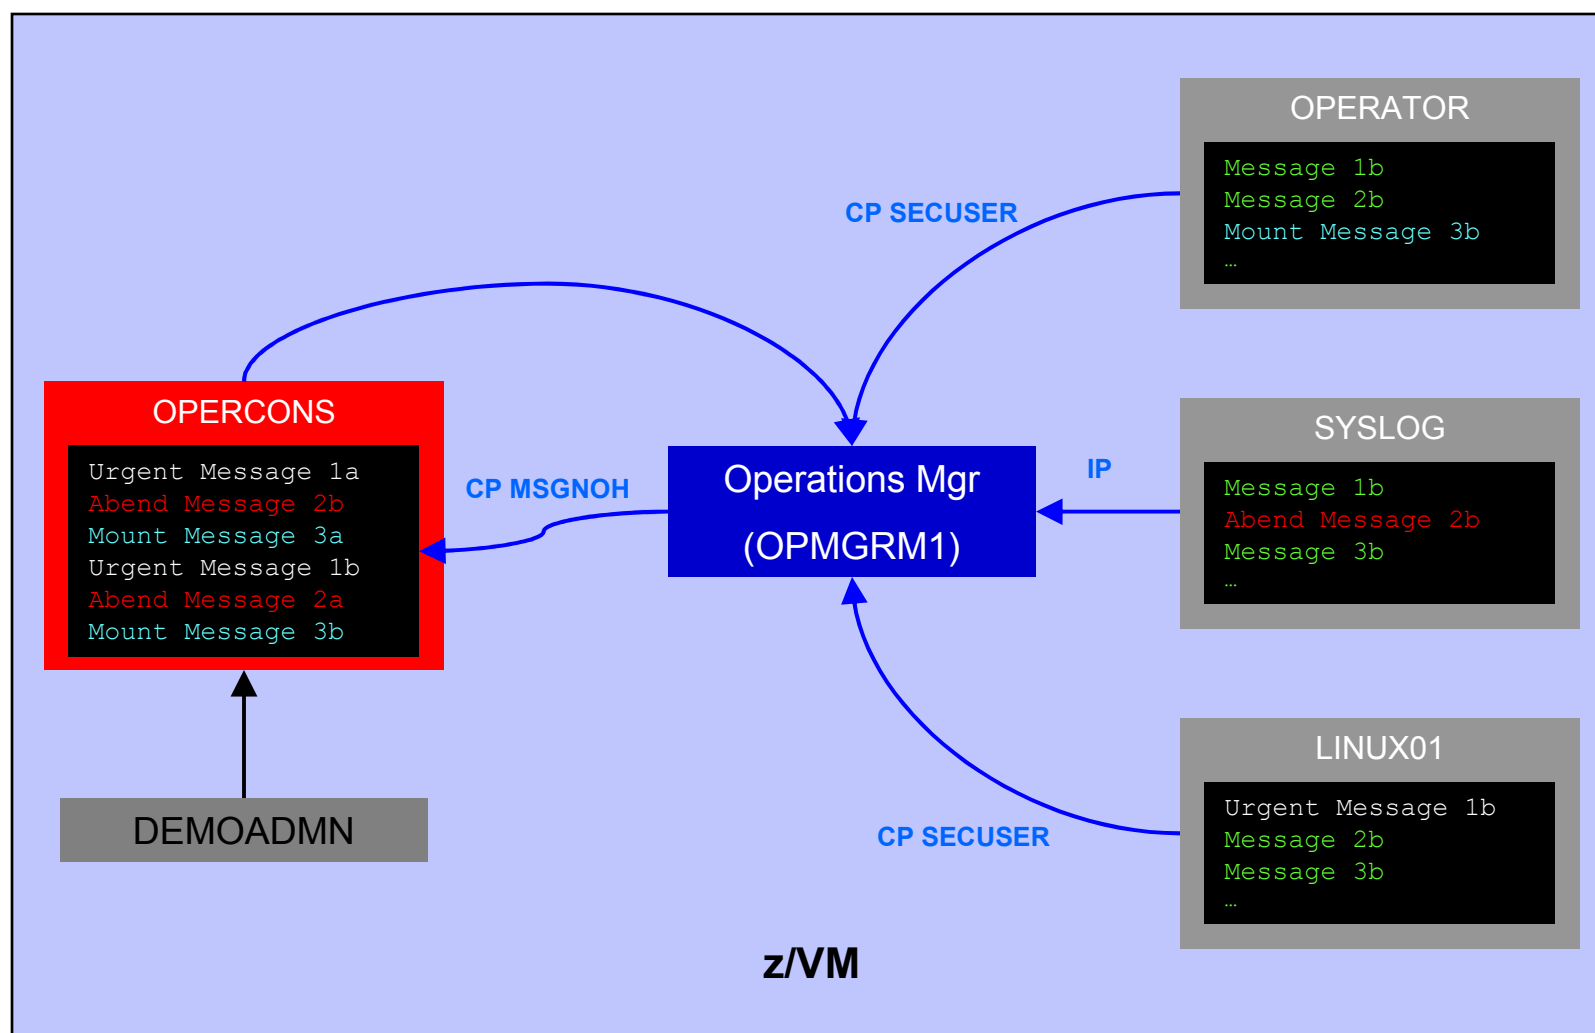 OPERATOR
Message 1b
Message 2b
Mount Message 3b
…
CP SECUSER
OPERCONS
Urgent Message 1a
Abend Message 2b
Mount Message 3a
Urgent Message 1b
Abend Message 2a
Mount Message 3b
CP MSGNOH
Operations Mgr
(OPMGRM1)
IP
SYSLOG
Message 1b
Abend Message 2b
Message 3b
…
LINUX01
Urgent Message 1b
Message 2b
Message 3b
…
CP SECUSER
DEMOADMN
z/VM